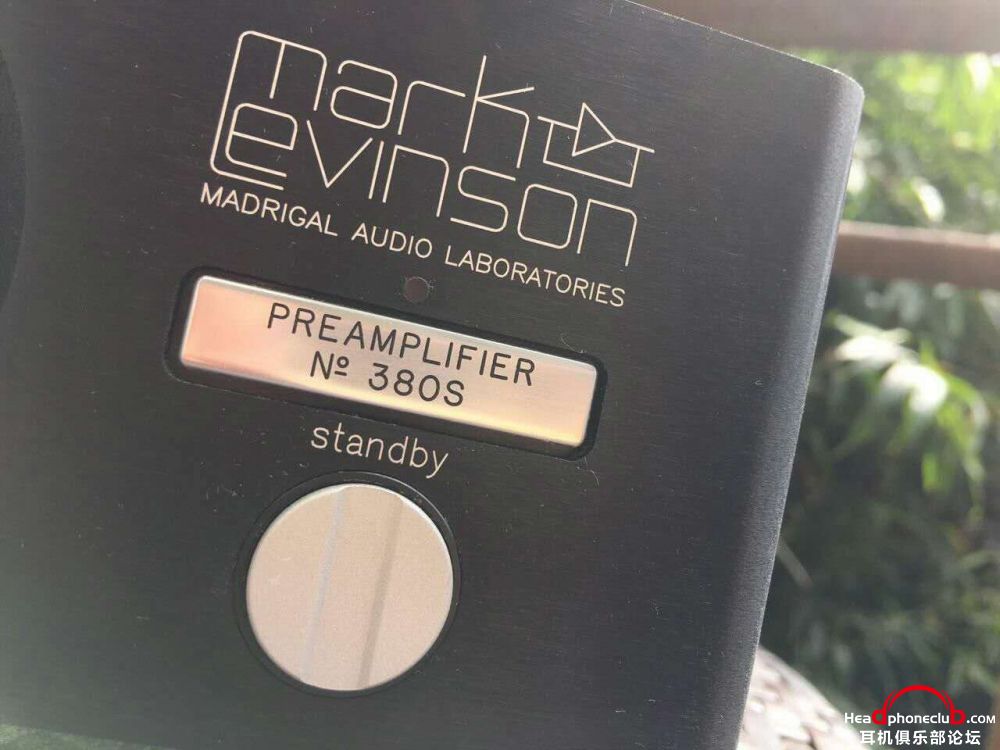 mark
Levinson
MADRIGAL AUDIO LABORATORIES
PREAMPLIFIER
Nº 380S
standby
Headphoneclub.com
耳机俱乐部论坛